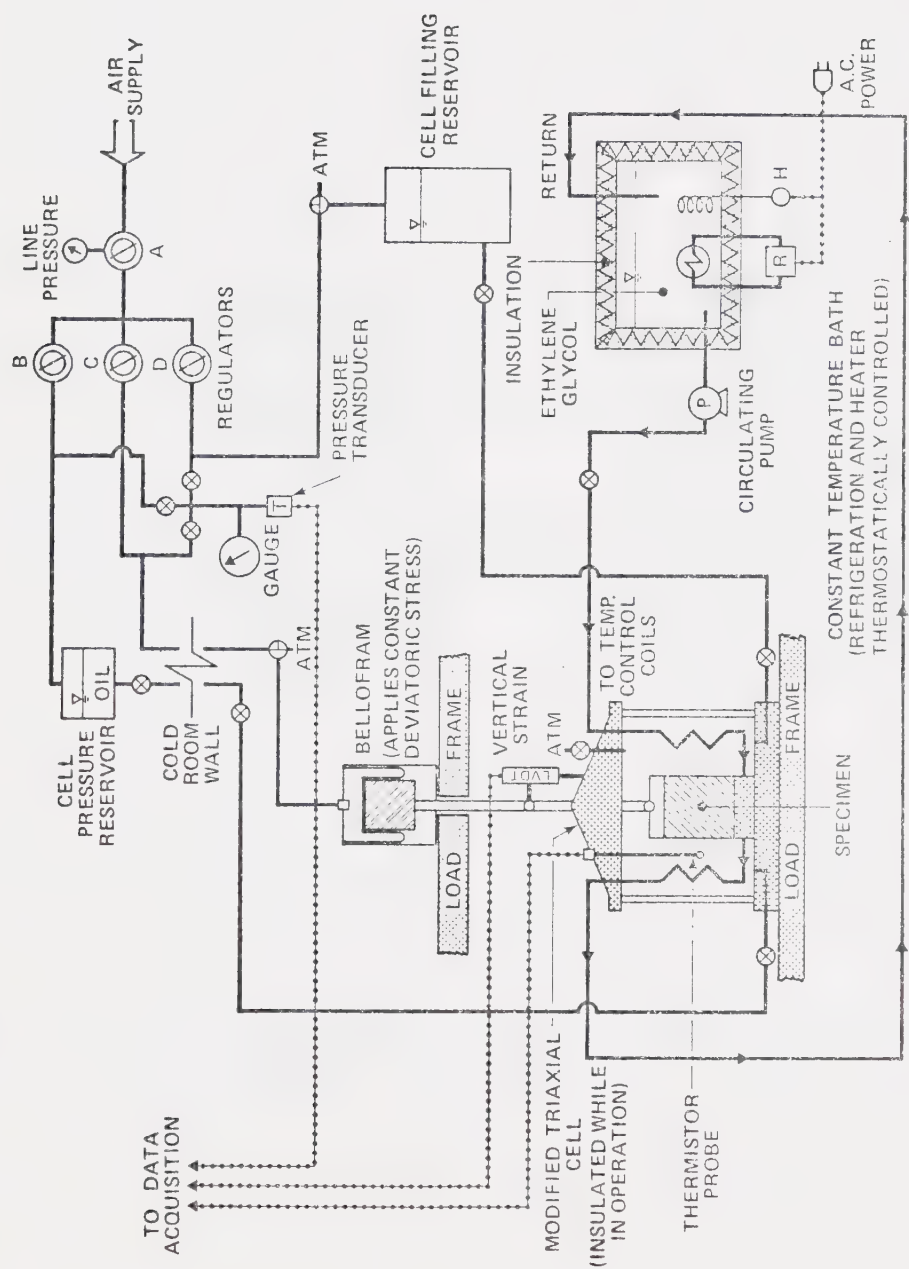 AIR
SUPPLY
LINE
PRESSURE
A
B
C
D
REGULATORS
PRESSURE
TRANSDUCER
T
GAUGE
ATM
CELL FILLING
RESERVOIR
CELL
PRESSURE
RESERVOIR
OIL
COLD
ROOM
WALL
ATM
BELLOFRAM
(APPLIES CONSTANT
DEVIATORIC STRESS)
LOAD
FRAME
VERTICAL
STRAIN
LVDT
ATM
TO TEMP.
CONTROL
COILS
INSULATION
ETHYLENE
GLYCOL
RETURN
P
CIRCULATING
PUMP
R
H
A.C.
POWER
CONSTANT TEMPERATURE BATH
(REFRIGERATION AND HEATER
THERMOSTATICALLY CONTROLLED)
TO DATA
ACQUISITION
MODIFIED TRIAXIAL
CELL
(INSULATED WHILE
IN OPERATION)
THERMISTOR
PROBE
LOAD
FRAME
SPECIMEN